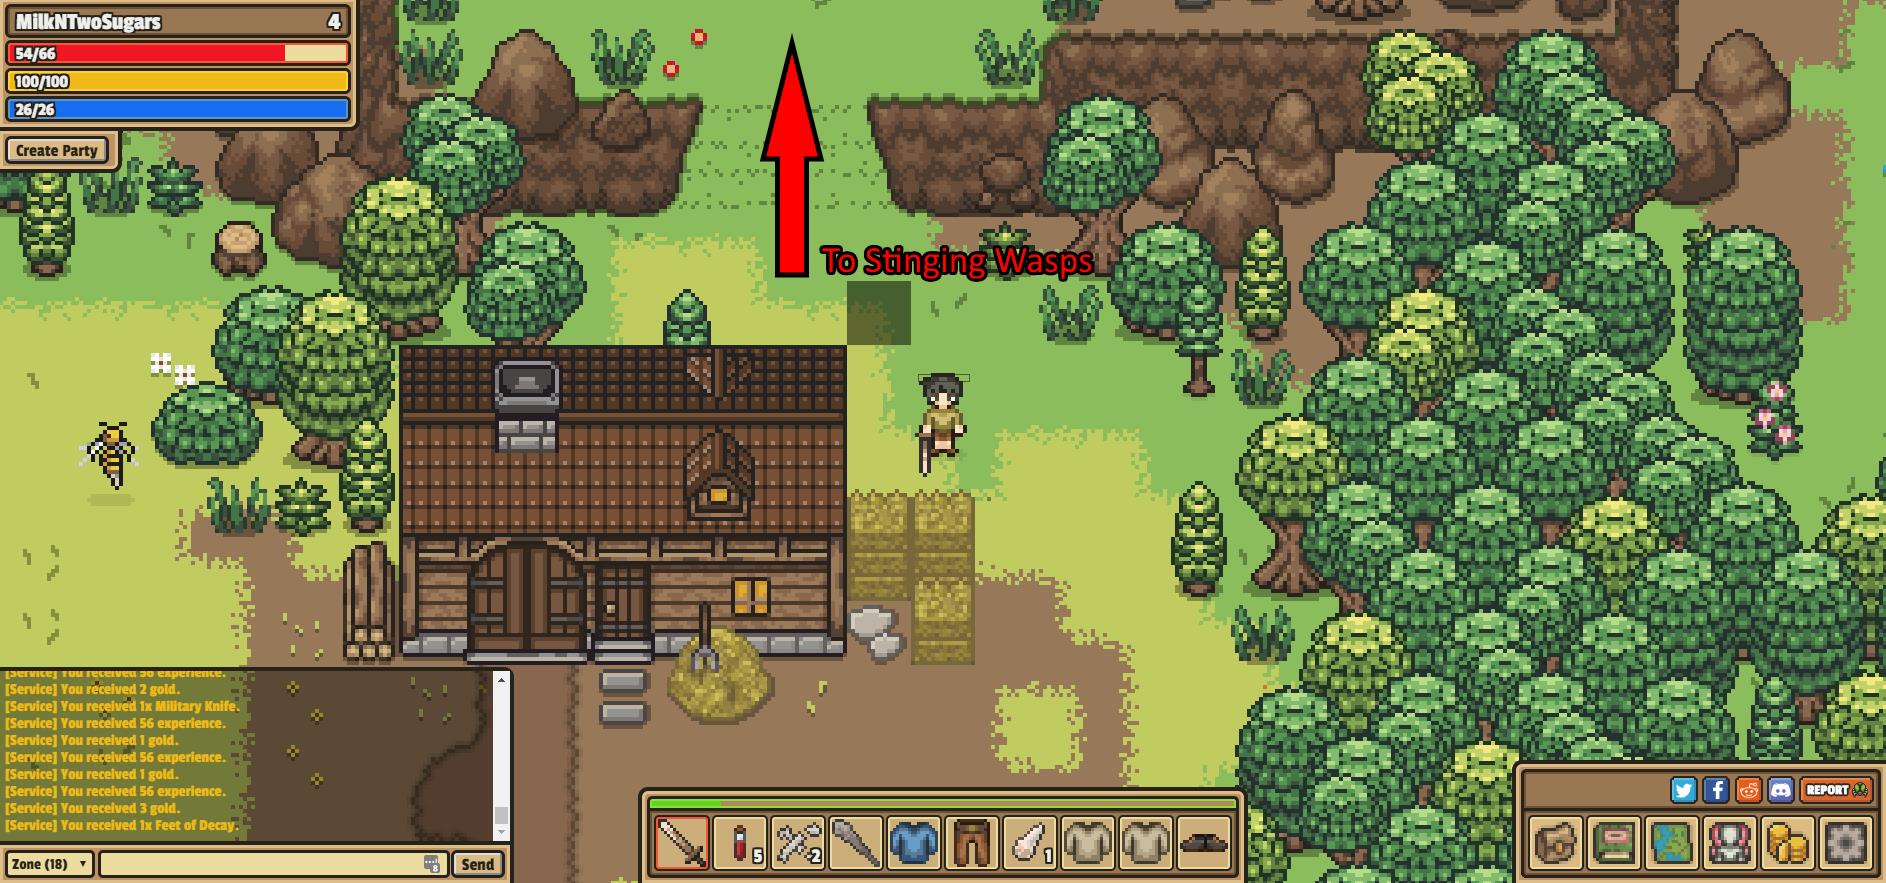 MilkNTwoSugars 4
54/66
100/100
26/26
Create Party
To Stinging Wasps
[Service] You received 56 experience.
[Service] You received 2 gold.
[Service] You received 1x Military Knife.
[Service] You received 56 experience.
[Service] You received 1 gold.
[Service] You received 56 experience.
[Service] You received 1 gold.
[Service] You received 56 experience.
[Service] You received 3 gold.
[Service] You received 1x Feet of Decay.
Zone (18) Send
5 -2 1
REPORT